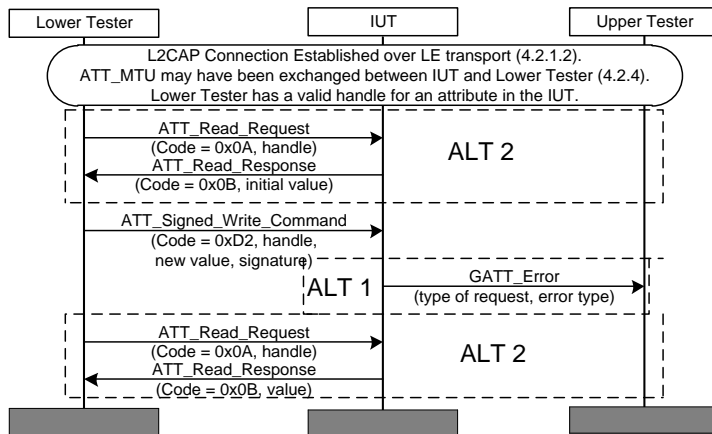 Lower Tester
IUT
Upper Tester
L2CAP Connection Established over LE transport (4.2.1.2).
ATT_MTU may have been exchanged between IUT and Lower Tester (4.2.4).
Lower Tester has a valid handle for an attribute in the IUT.
ATT_Read_Request
(Code = 0x0A, handle)
ALT 2
ATT_Read_Response
(Code = 0x0B, initial value)
ATT_Signed_Write_Command
(Code = 0xD2, handle,
new value, signature)
ALT 1
GATT_Error
(type of request, error type)
ATT_Read_Request
(Code = 0x0A, handle)
ALT 2
ATT_Read_Response
(Code = 0x0B, value)